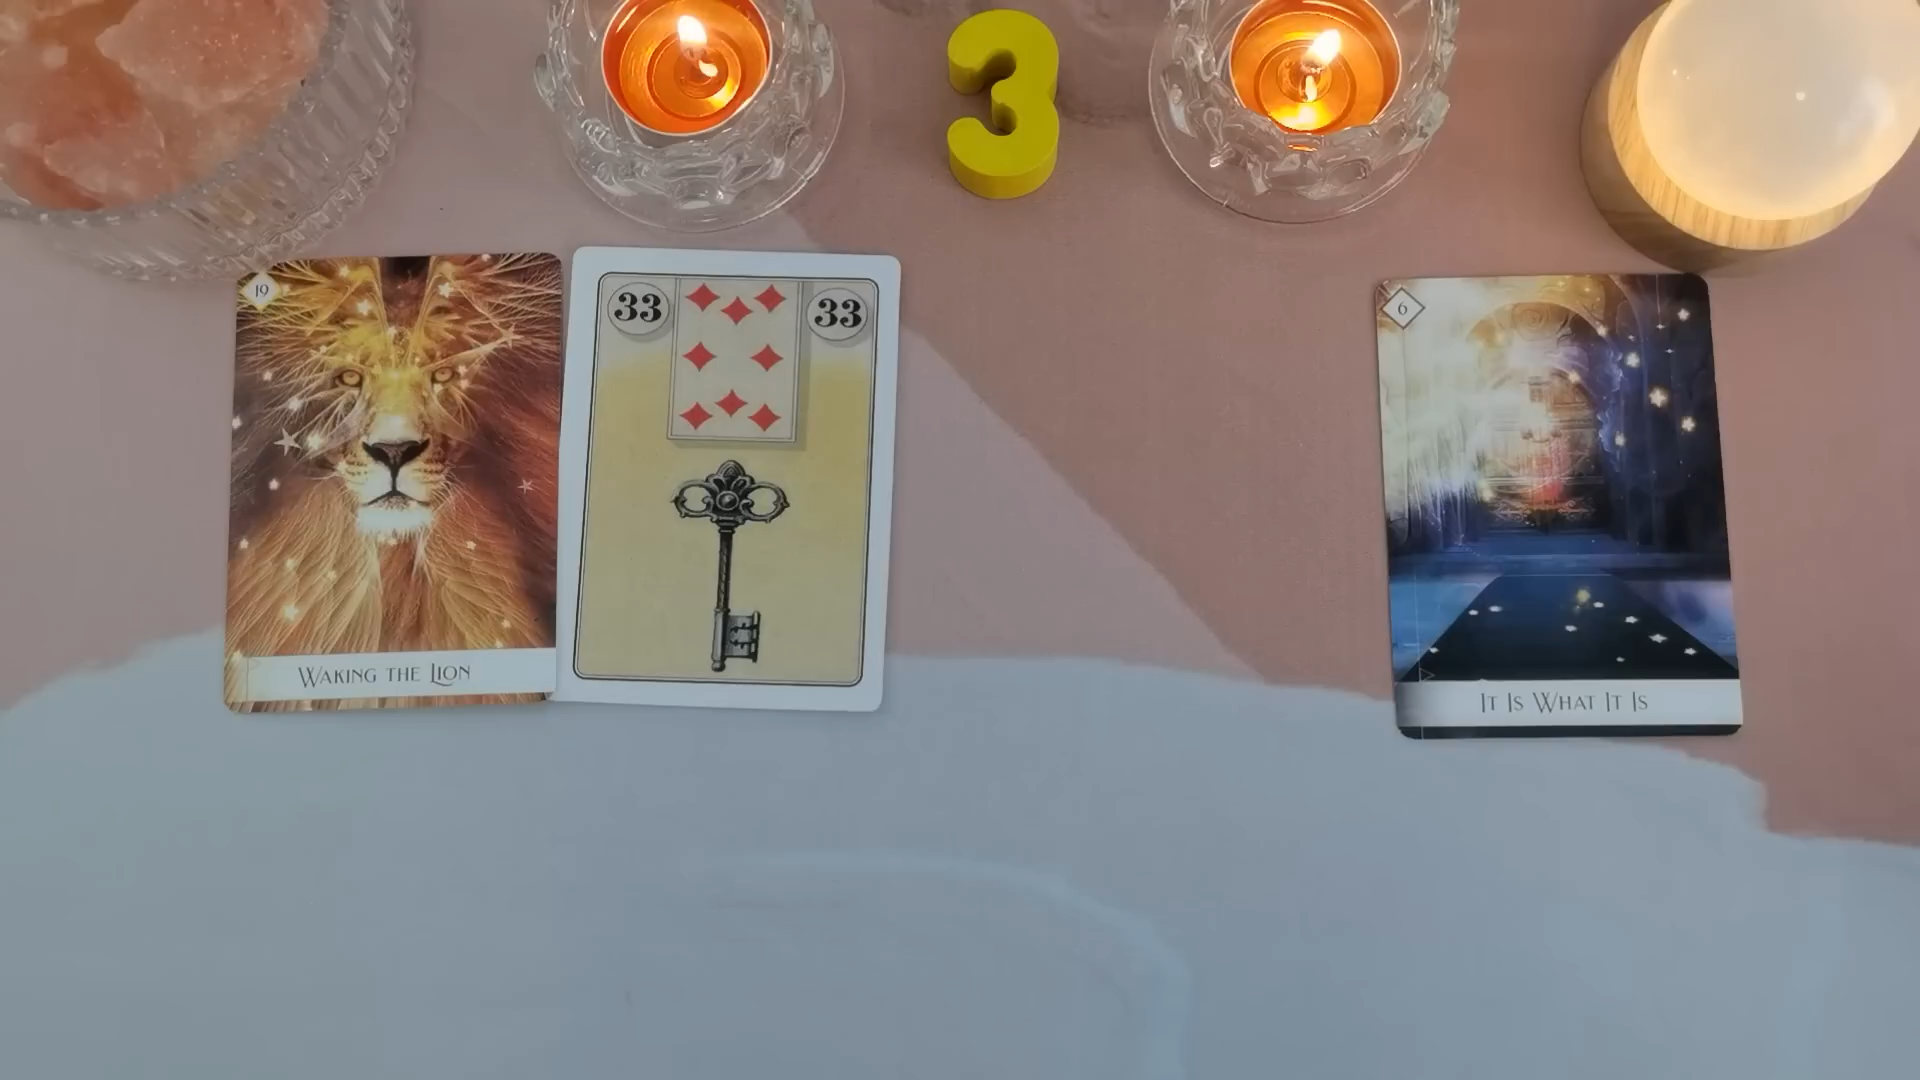 3
19
33 33
6
WAKING THE LION
IT IS WHAT IT IS